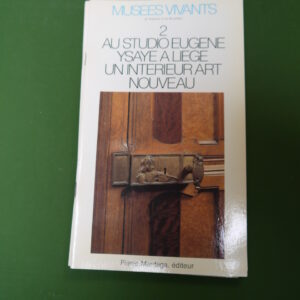 MUSEES VIVANTS
2
AU STUDIO EUGENE
YSAYE A LIEGE
UN INTERIEUR ART
NOUVEAU
Pierre Mardaga, éditeur